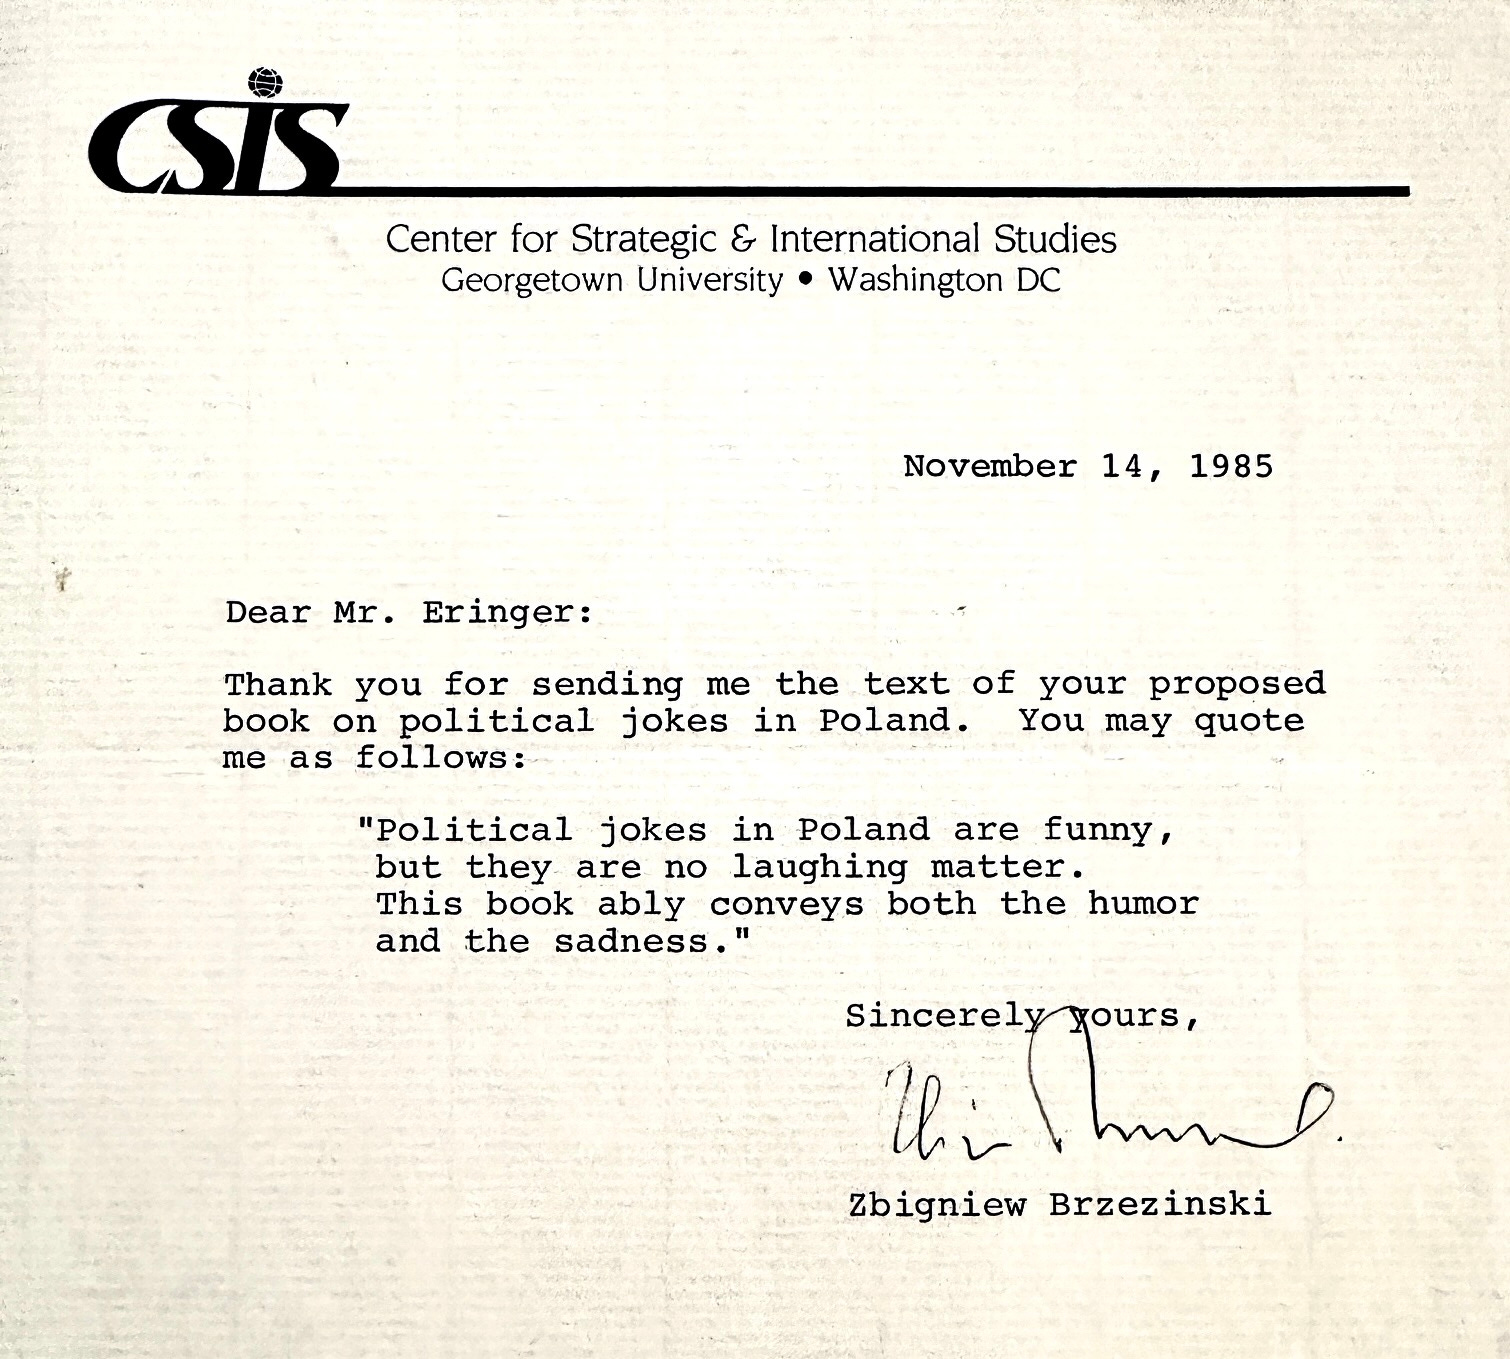 CSIS
Center for Strategic & International Studies
Georgetown University • Washington DC
November 14, 1985
Dear Mr. Eringer:
Thank you for sending me the text of your proposed
book on political jokes in Poland.  You may quote
me as follows:
"Political jokes in Poland are funny,
but they are no laughing matter.
This book ably conveys both the humor
and the sadness."
Sincerely yours,
Zbigniew Brzezinski